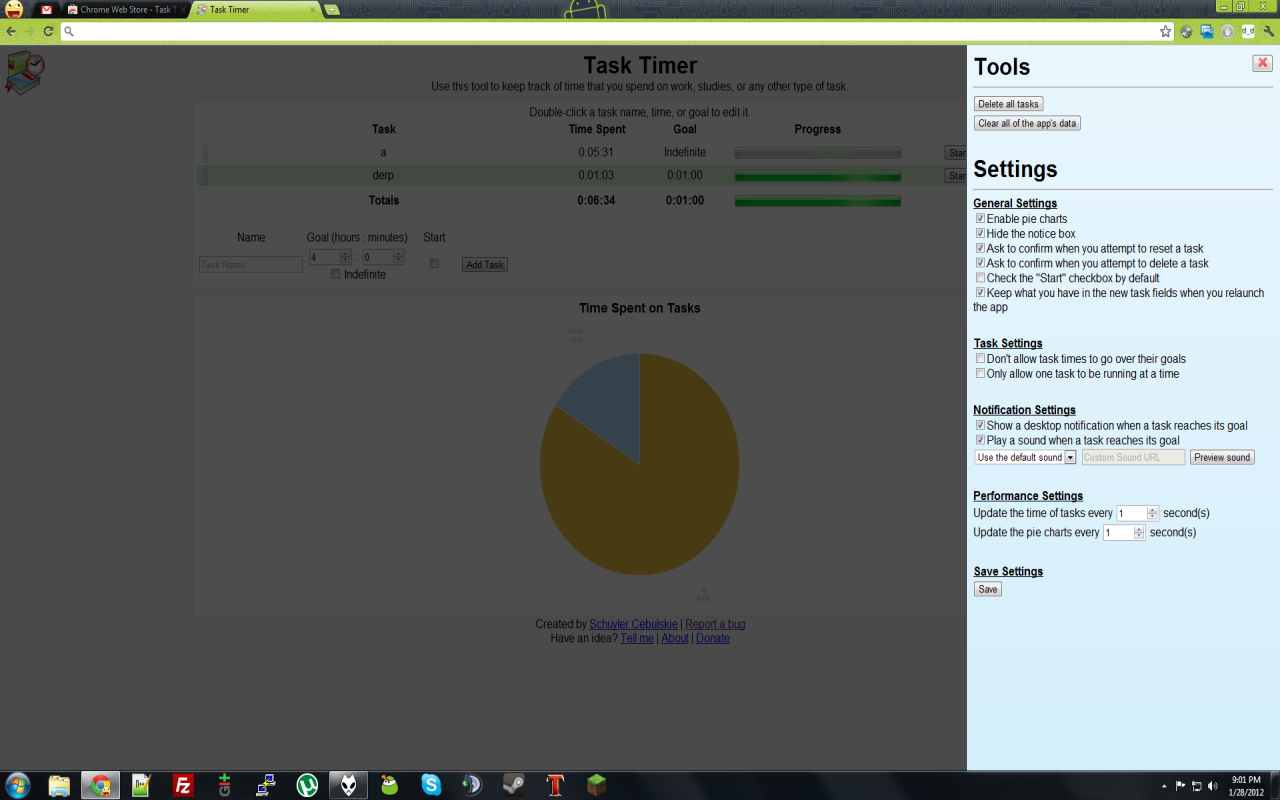 Chrome Web Store - Task T
Task Timer
Task Timer
Use this tool to keep track of time that you spend on work, studies, or any other type of task.
Double-click a task name, time, or goal to edit it.
Task Time Spent Goal Progress
a 0:05:31 Indefinite Star
derp 0:01:03 0:01:00 Star
Totals 0:06:34 0:01:00
Name Goal (hours : minutes) Start
Task Name 4 : 0 Add Task
Indefinite
Time Spent on Tasks
a
84%
Created by Schuyler Cebulskie | Report a bug
Have an idea? Tell me | About | Donate
Tools
Delete all tasks
Clear all of the app's data
Settings
General Settings
Enable pie charts
Hide the notice box
Ask to confirm when you attempt to reset a task
Ask to confirm when you attempt to delete a task
Check the "Start" checkbox by default
Keep what you have in the new task fields when you relaunch
the app
Task Settings
Don't allow task times to go over their goals
Only allow one task to be running at a time
Notification Settings
Show a desktop notification when a task reaches its goal
Play a sound when a task reaches its goal
Use the default sound Custom Sound URL Preview sound
Performance Settings
Update the time of tasks every 1 second(s)
Update the pie charts every 1 second(s)
Save Settings
Save
9:01 PM
1/28/2012